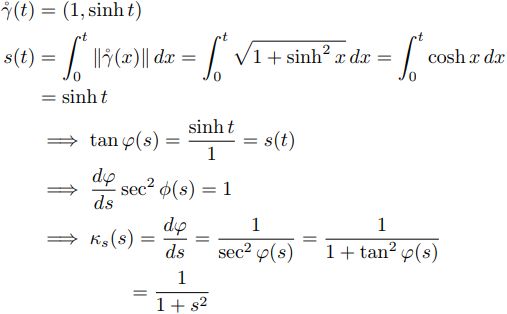 γ̊(t) = (1, sinh t)
s(t) = ∫₀ᵗ ‖γ̊(x)‖ dx = ∫₀ᵗ √(1 + sinh² x) dx = ∫₀ᵗ cosh x dx
= sinh t
⟹ tan φ(s) = (sinh t)/1 = s(t)
⟹ dφ/ds sec² ϕ(s) = 1
⟹ κₛ(s) = dφ/ds = 1/(sec² φ(s)) = 1/(1 + tan² φ(s))
= 1/(1 + s²)